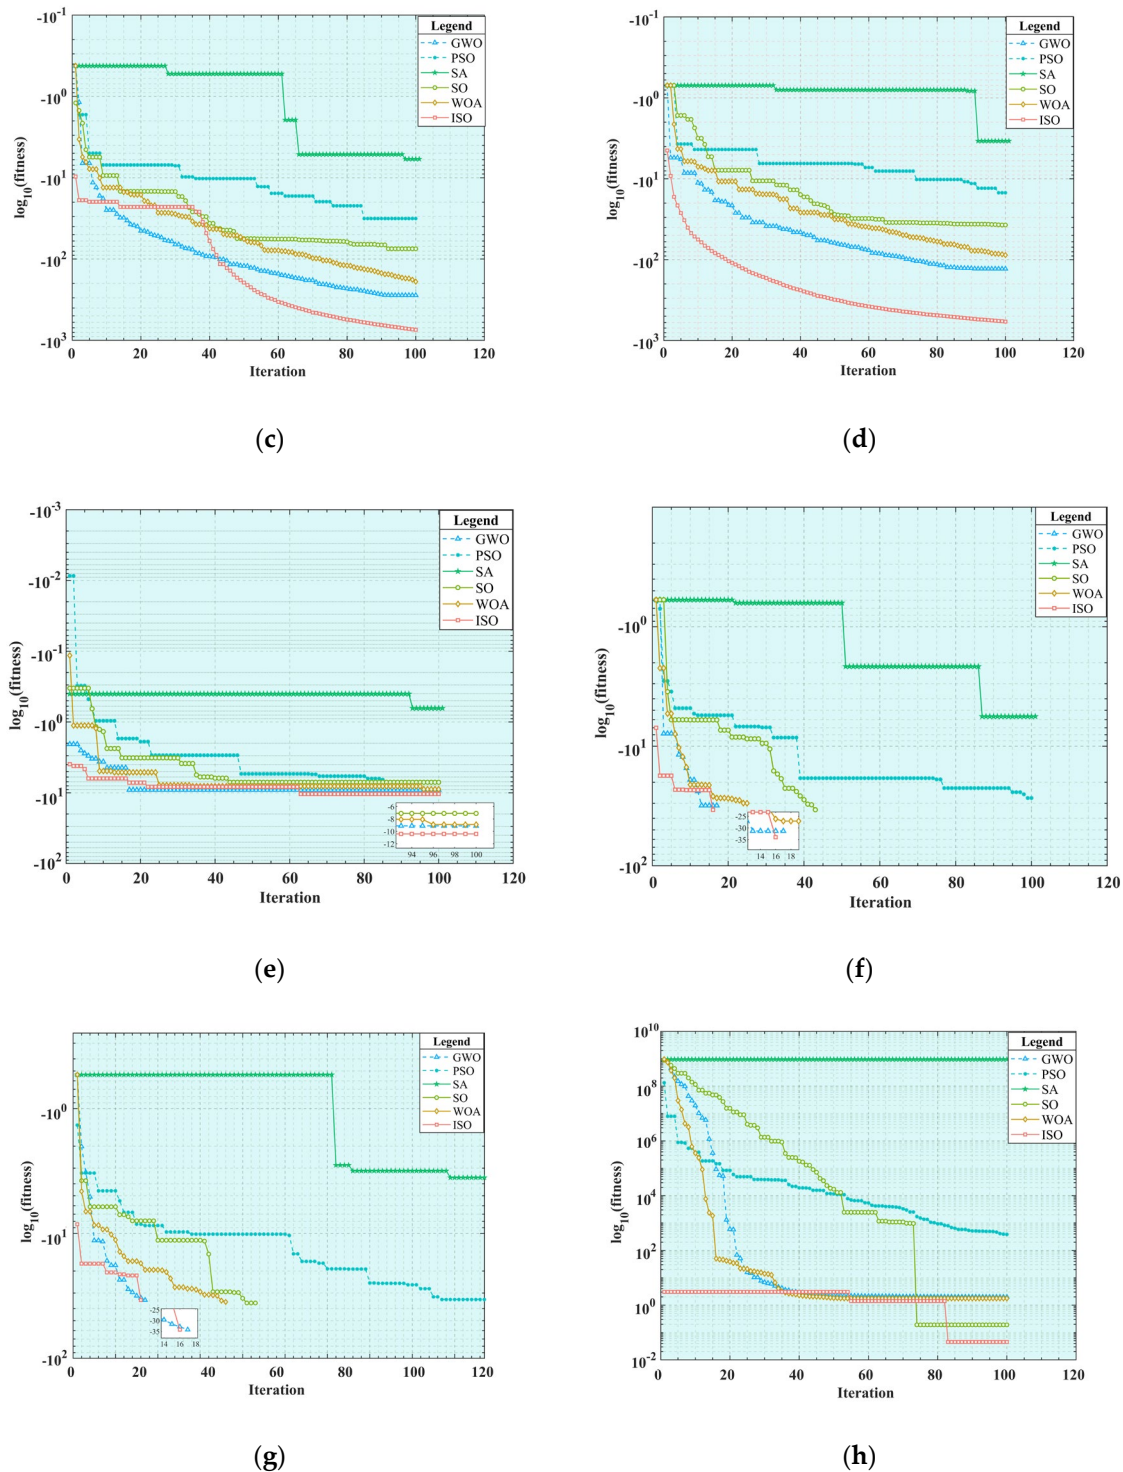 Legend
GWO
PSO
SA
SO
WOA
ISO
log10(fitness)
-10^-1
-10^0
-10^1
-10^2
-10^3
0 20 40 60 80 100 120
Iteration
(c)
Legend
GWO
PSO
SA
SO
WOA
ISO
log10(fitness)
-10^-1
-10^0
-10^1
-10^2
-10^3
0 20 40 60 80 100 120
Iteration
(d)
Legend
GWO
PSO
SA
SO
WOA
ISO
log10(fitness)
-10^-3
-10^-2
-10^-1
-10^0
-10^1
-10^2
-6
-8
-10
-12
94 96 98 100
0 20 40 60 80 100 120
Iteration
(e)
Legend
GWO
PSO
SA
SO
WOA
ISO
log10(fitness)
-10^0
-10^1
-10^2
-25
-30
-35
14 16 18
0 20 40 60 80 100 120
Iteration
(f)
Legend
GWO
PSO
SA
SO
WOA
ISO
log10(fitness)
-10^0
-10^1
-10^2
-25
-30
-35
14 16 18
0 20 40 60 80 100 120
Iteration
(g)
Legend
GWO
PSO
SA
SO
WOA
ISO
log10(fitness)
10^10
10^8
10^6
10^4
10^2
10^0
10^-2
0 20 40 60 80 100 120
Iteration
(h)